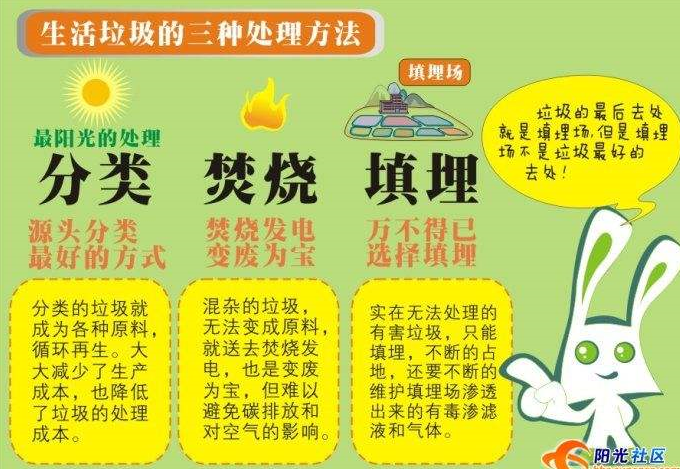 生活垃圾的三种处理方法
填埋场
最阳光的处理
分类
焚烧
填埋
源头分类
最好的方式
焚烧发电
变废为宝
万不得已
选择填埋
垃圾的最后去处
就是填埋场,但是填埋
场不是垃圾最好的
去处!
分类的垃圾就
成为各种原料,
循环再生。大
大减少了生产
成本,也降低
了垃圾的处理
成本。
混杂的垃圾,
无法变成原料,
就送去焚烧发
电,也是变废
为宝,但难以
避免碳排放和
对空气的影响。
实在无法处理的
有害垃圾,只能
填埋,不断的占
地,还要不断的
维护填埋场渗透
出来的有毒渗滤
液和气体。
阳光社区